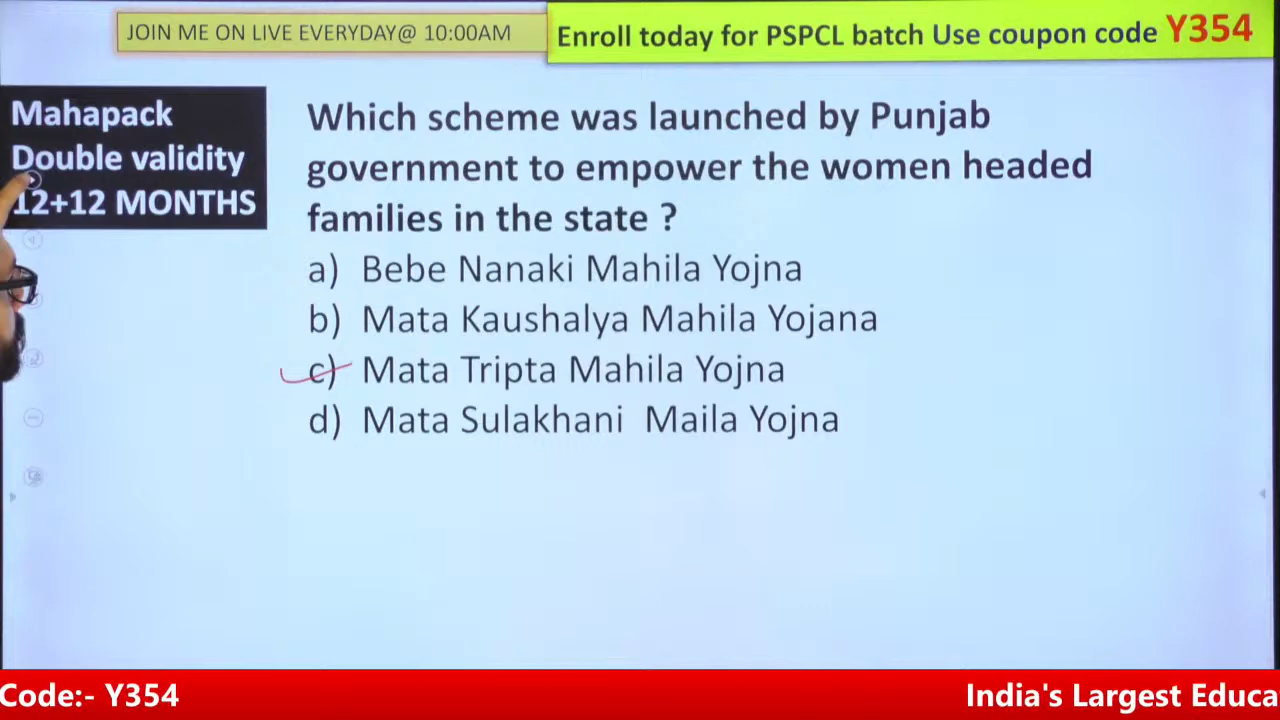 JOIN ME ON LIVE EVERYDAY@ 10:00AM
Enroll today for PSPCL batch Use coupon code Y354
Mahapack
Double validity
12+12 MONTHS
Which scheme was launched by Punjab
government to empower the women headed
families in the state ?
a) Bebe Nanaki Mahila Yojna
b) Mata Kaushalya Mahila Yojana
c) Mata Tripta Mahila Yojna
d) Mata Sulakhani Maila Yojna
Code:- Y354
India's Largest Educa